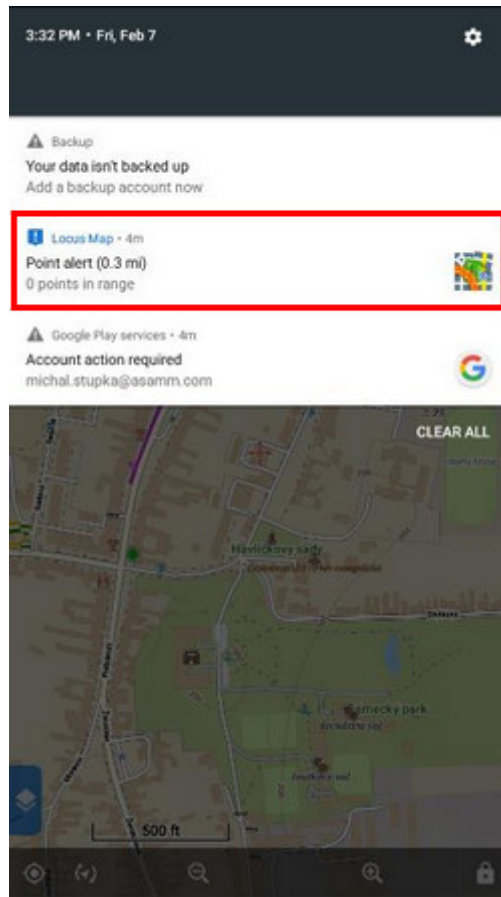 3:32 PM • Fri, Feb 7
Backup
Your data isn't backed up
Add a backup account now
Locus Map • 4m
Point alert (0.3 mi)
0 points in range
Google Play services • 4m
Account action required
michal.stupka@asamm.com
CLEAR ALL
Havlíčkovy sady
Zámecký park
500 ft